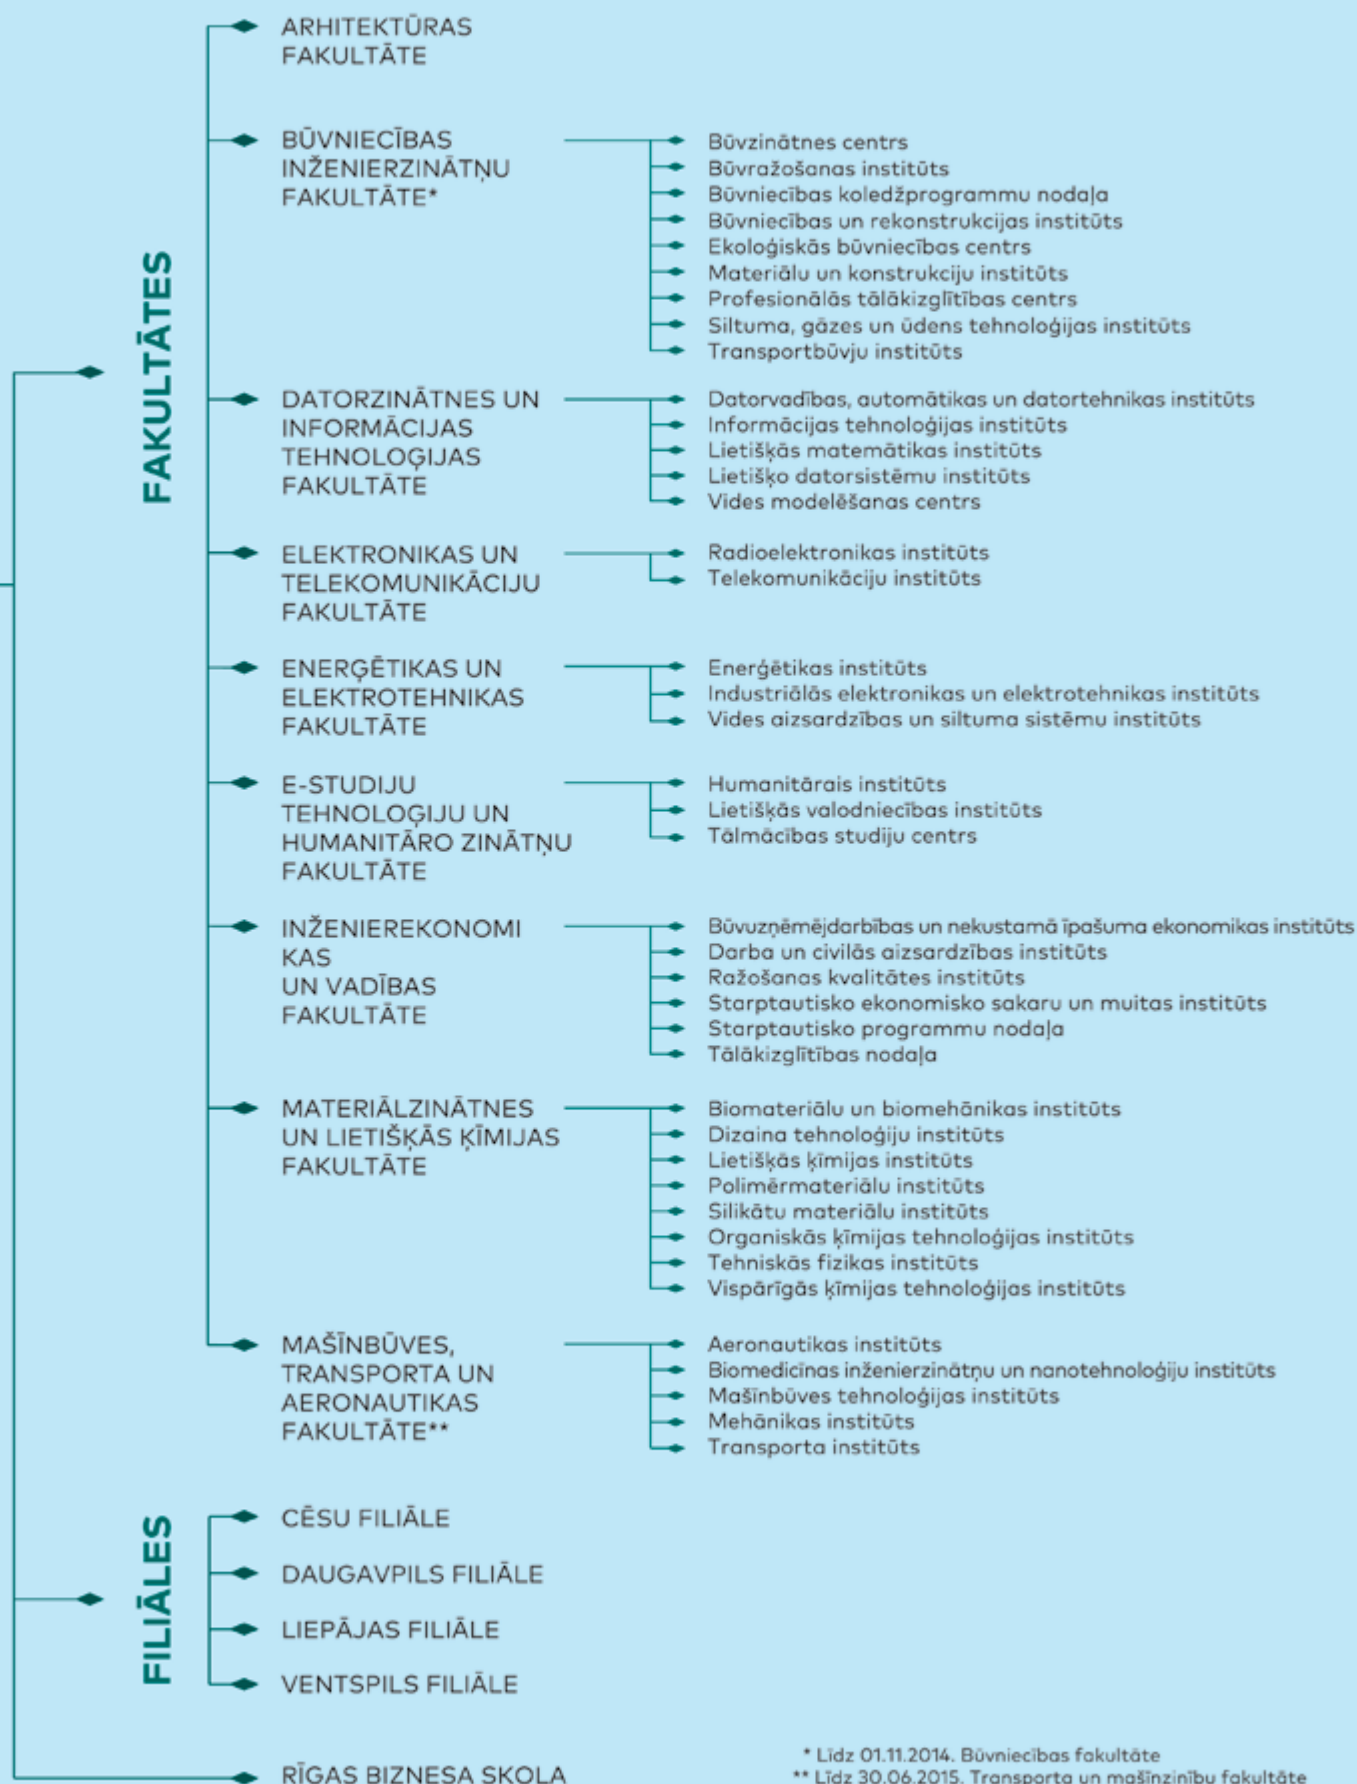 FAKULTĀTES
ARHITEKTŪRAS
FAKULTĀTE
BŪVNIECĪBAS
INŽENIERZINĀTŅU
FAKULTĀTE*
Būvzinātnes centrs
Būvražošanas institūts
Būvniecības koledžprogrammu nodaļa
Būvniecības un rekonstrukcijas institūts
Ekoloģiskās būvniecības centrs
Materiālu un konstrukciju institūts
Profesionālās tālākizglītības centrs
Siltuma, gāzes un ūdens tehnoloģijas institūts
Transportbūvju institūts
DATORZINĀTNES UN
INFORMĀCIJAS
TEHNOLOĢIJAS
FAKULTĀTE
Datorvadības, automātikas un datortehnikas institūts
Informācijas tehnoloģijas institūts
Lietišķās matemātikas institūts
Lietišķo datorsistēmu institūts
Vides modelēšanas centrs
ELEKTRONIKAS UN
TELEKOMUNIKĀCIJU
FAKULTĀTE
Radioelektronikas institūts
Telekomunikāciju institūts
ENERĢĒTIKAS UN
ELEKTROTEHNIKAS
FAKULTĀTE
Enerģētikas institūts
Industriālās elektronikas un elektrotehnikas institūts
Vides aizsardzības un siltuma sistēmu institūts
E-STUDIJU
TEHNOLOĢIJU UN
HUMANITĀRO ZINĀTŅU
FAKULTĀTE
Humanitārais institūts
Lietišķās valodniecības institūts
Tālmācības studiju centrs
INŽENIEREKONOMI
KAS
UN VADĪBAS
FAKULTĀTE
Būvuzņēmējdarbības un nekustamā īpašuma ekonomikas institūts
Darba un civilās aizsardzības institūts
Ražošanas kvalitātes institūts
Starptautisko ekonomisko sakaru un muitas institūts
Starptautisko programmu nodaļa
Tālākizglītības nodaļa
MATERIĀLZINĀTNES
UN LIETIŠĶĀS ĶĪMIJAS
FAKULTĀTE
Biomateriālu un biomehānikas institūts
Dizaina tehnoloģiju institūts
Lietišķās ķīmijas institūts
Polimērmateriālu institūts
Silikātu materiālu institūts
Organiskās ķīmijas tehnoloģijas institūts
Tehniskās fizikas institūts
Vispārīgās ķīmijas tehnoloģijas institūts
MAŠĪNBŪVES,
TRANSPORTA UN
AERONAUTIKAS
FAKULTĀTE**
Aeronautikas institūts
Biomedicīnas inženierzinātņu un nanotehnoloģiju institūts
Mašīnbūves tehnoloģijas institūts
Mehānikas institūts
Transporta institūts
FILIĀLES
CĒSU FILIĀLE
DAUGAVPILS FILIĀLE
LIEPĀJAS FILIĀLE
VENTSPILS FILIĀLE
RĪGAS BIZNESA SKOLA
* Līdz 01.11.2014. Būvniecības fakultāte
** Līdz 30.06.2015. Transporta un mašīnzinību fakultāte